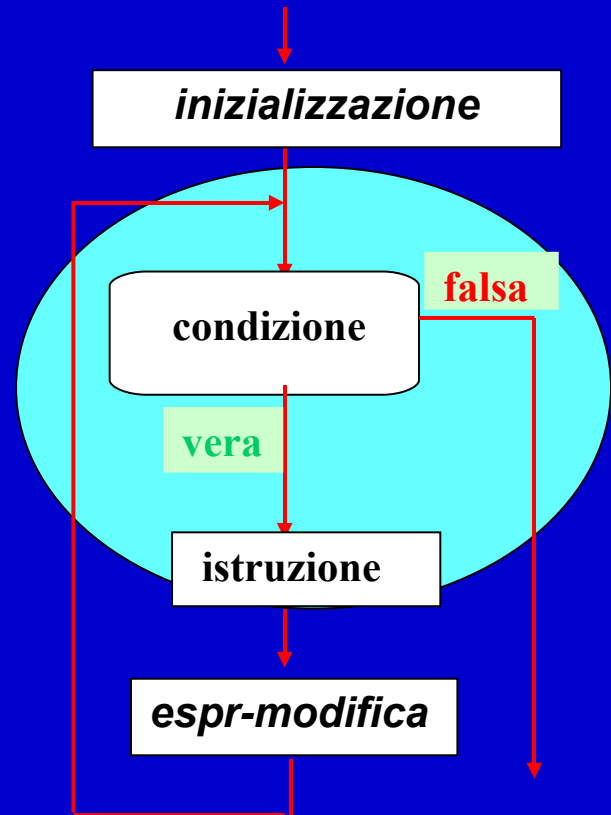 inizializzazione
falsa
condizione
vera
istruzione
espr-modifica